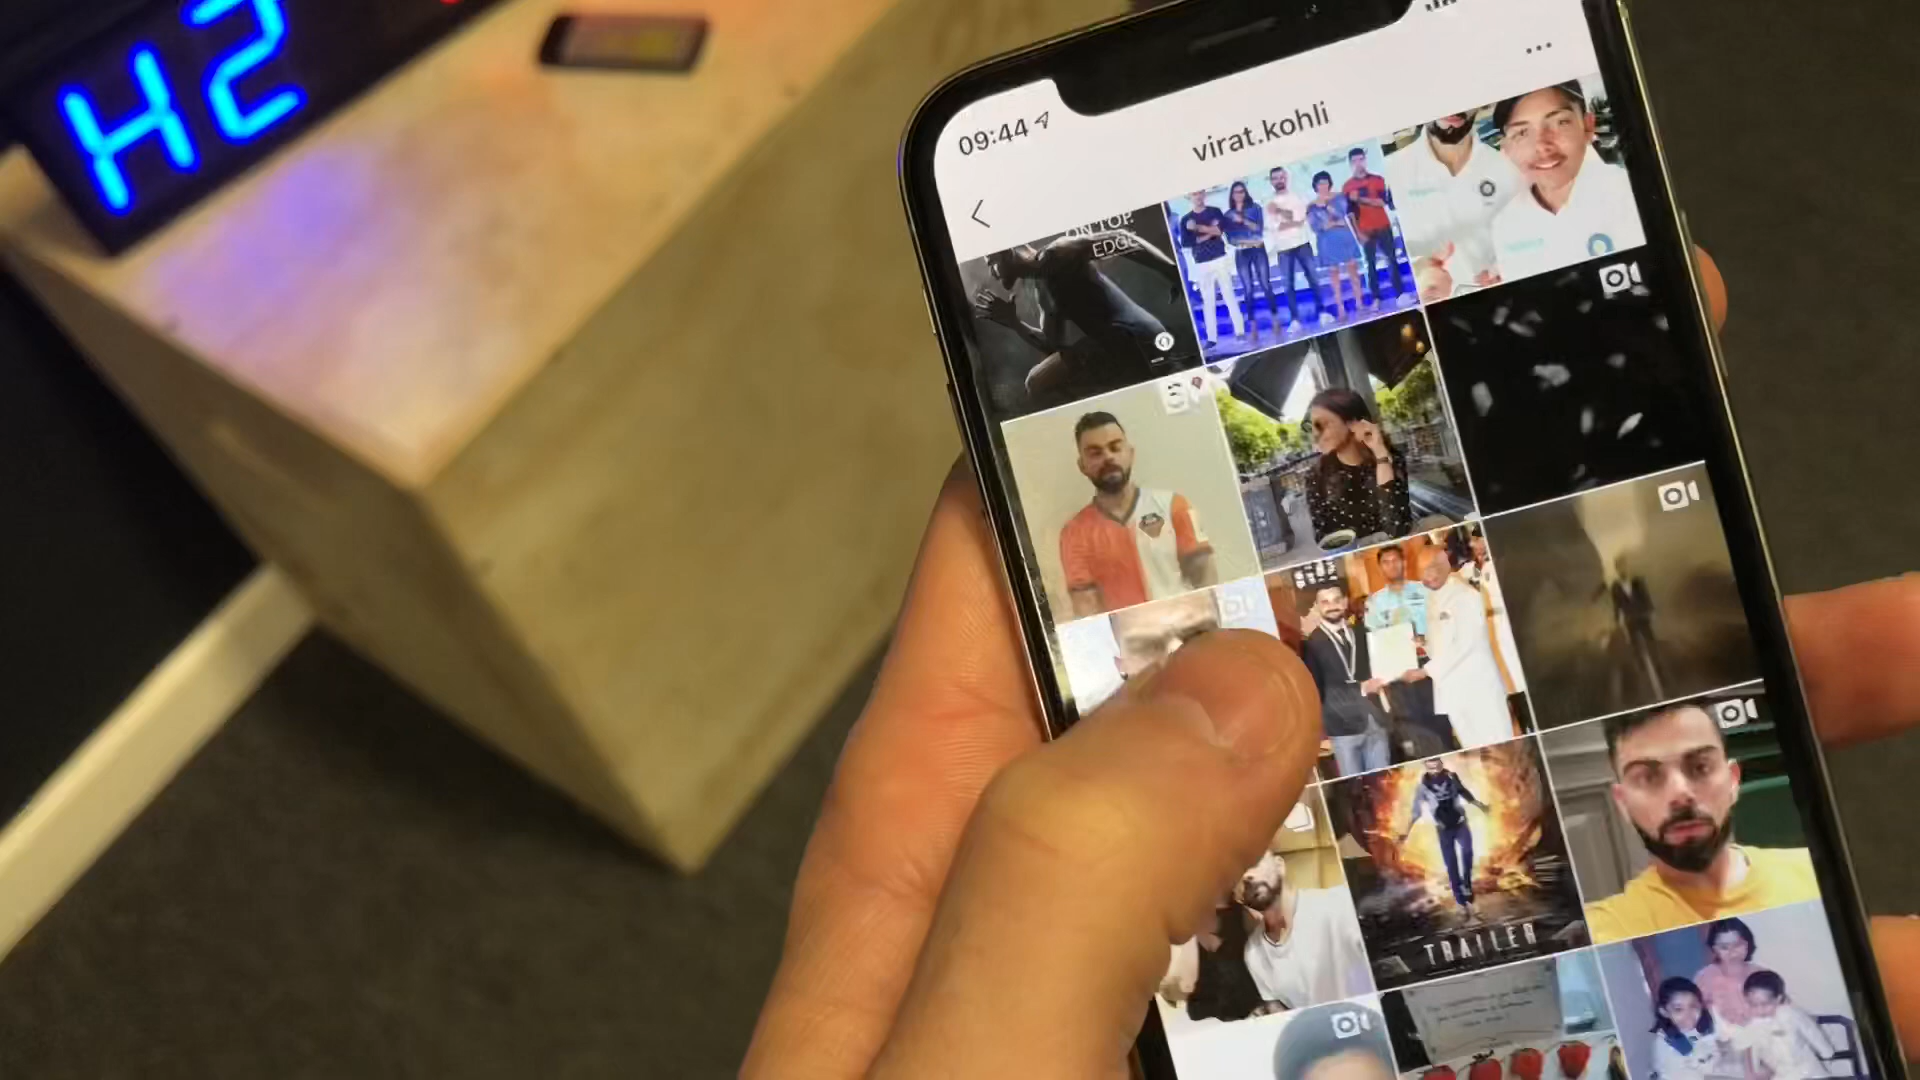 H2
09:44
virat.kohli
ON TOP.
EDGE
TRAILER